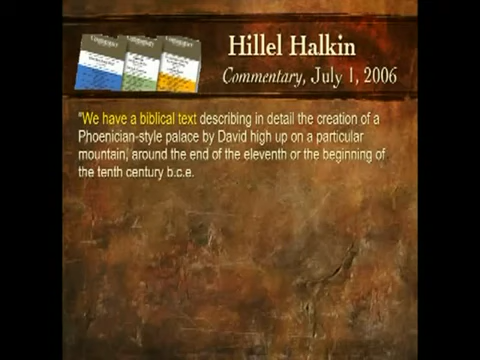 Hillel Halkin
Commentary, July 1, 2006
"We have a biblical text describing in detail the creation of a
Phoenician-style palace by David high up on a particular
mountain, around the end of the eleventh or the beginning of
the tenth century b.c.e.